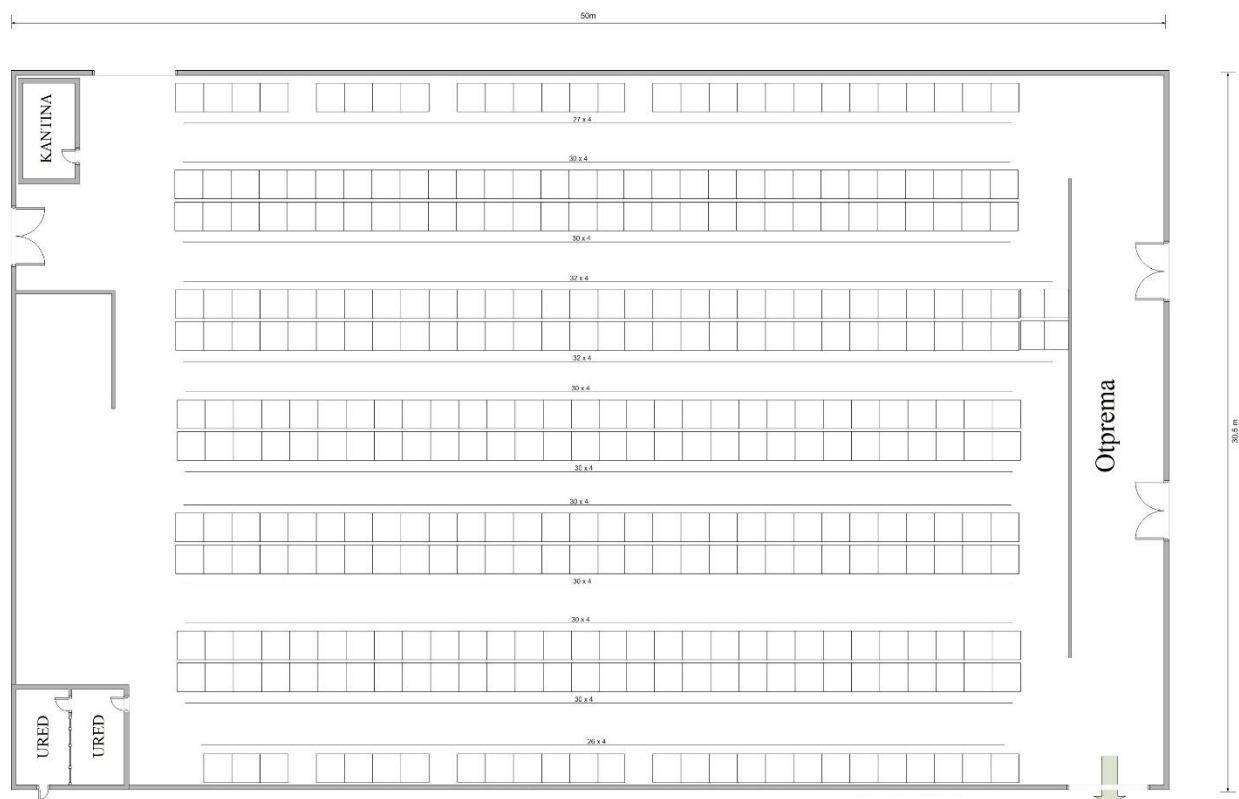 50m
KANTINA
27 x 4
30 x 4
30 x 4
32 x 4
32 x 4
30 x 4
30 x 4
30 x 4
30 x 4
30 x 4
30 x 4
26 x 4
Otprema
30,5 m
URED
URED